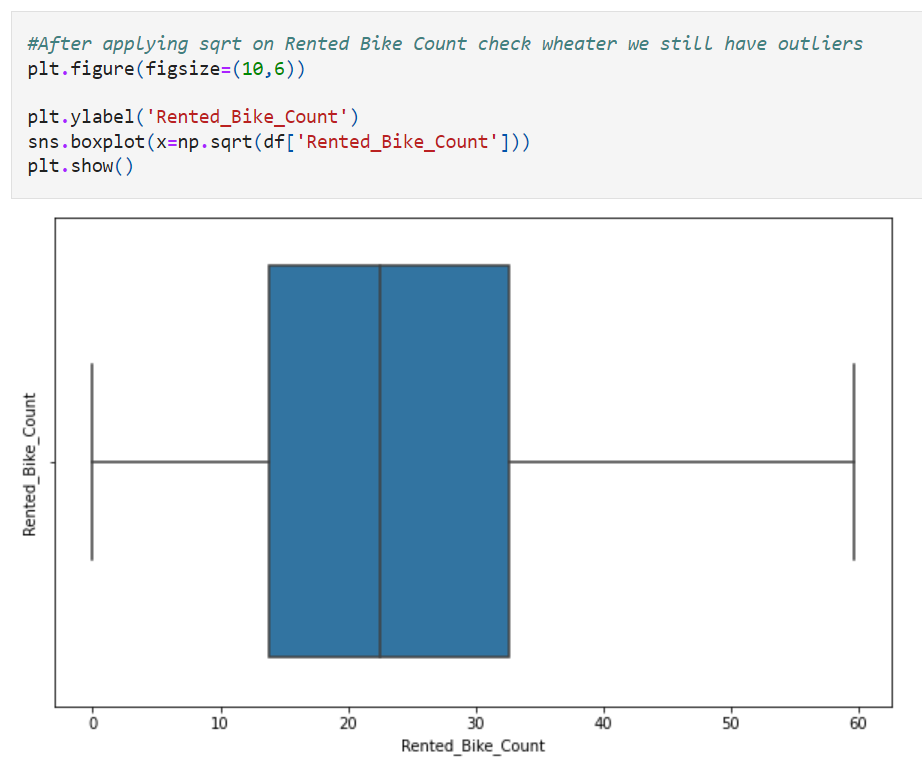 #After applying sqrt on Rented Bike Count check wheater we still have outliers
plt.figure(figsize=(10,6))
plt.ylabel('Rented_Bike_Count')
sns.boxplot(x=np.sqrt(df['Rented_Bike_Count']))
plt.show()
Rented_Bike_Count
0 10 20 30 40 50 60
Rented_Bike_Count